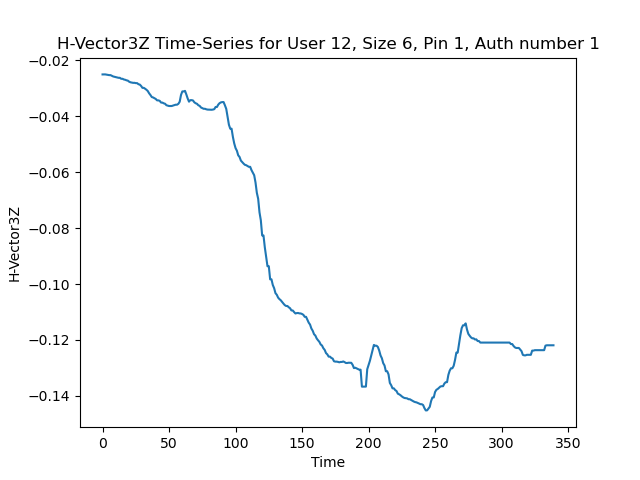 H-Vector3Z Time-Series for User 12, Size 6, Pin 1, Auth number 1
−0.02
−0.04
−0.06
−0.08
−0.10
−0.12
−0.14
H-Vector3Z
0 50 100 150 200 250 300 350
Time